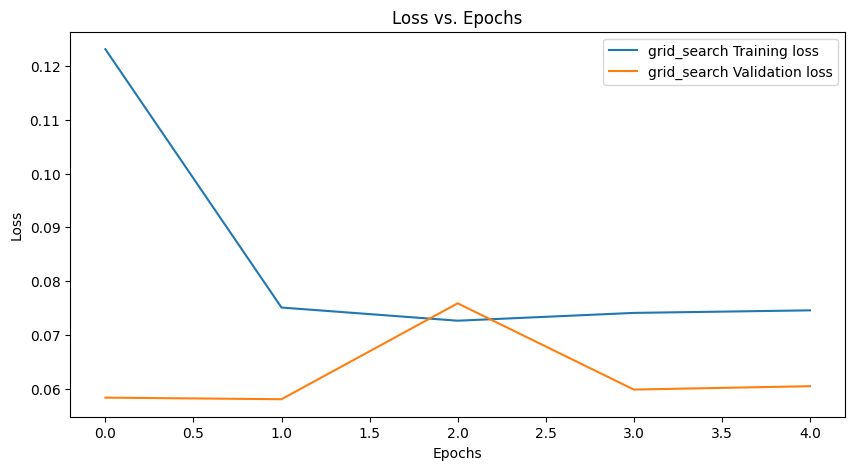 Loss vs. Epochs
grid_search Training loss
grid_search Validation loss
0.12
0.11
0.10
0.09
0.08
0.07
0.06
Loss
0.0 0.5 1.0 1.5 2.0 2.5 3.0 3.5 4.0
Epochs